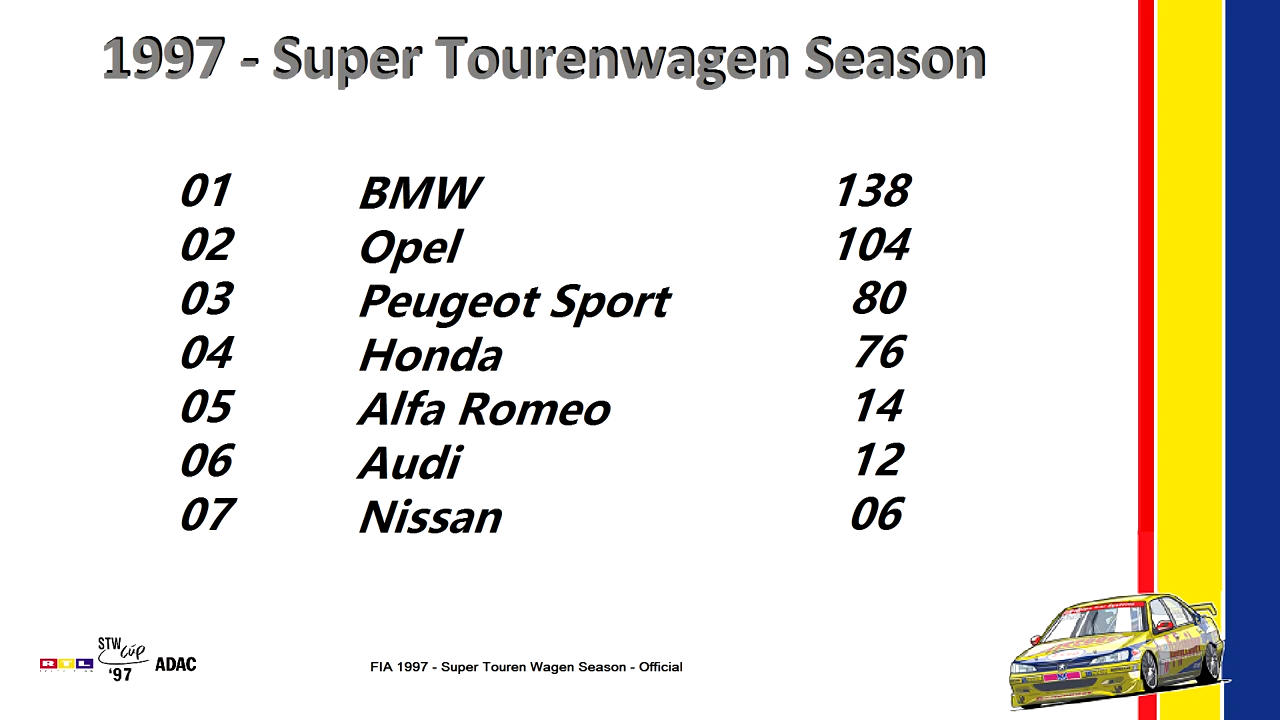 1997 - Super Tourenwagen Season
01 BMW 138
02 Opel 104
03 Peugeot Sport 80
04 Honda 76
05 Alfa Romeo 14
06 Audi 12
07 Nissan 06
RTL
STW
Cup
'97
ADAC
FIA 1997 - Super Touren Wagen Season - Official